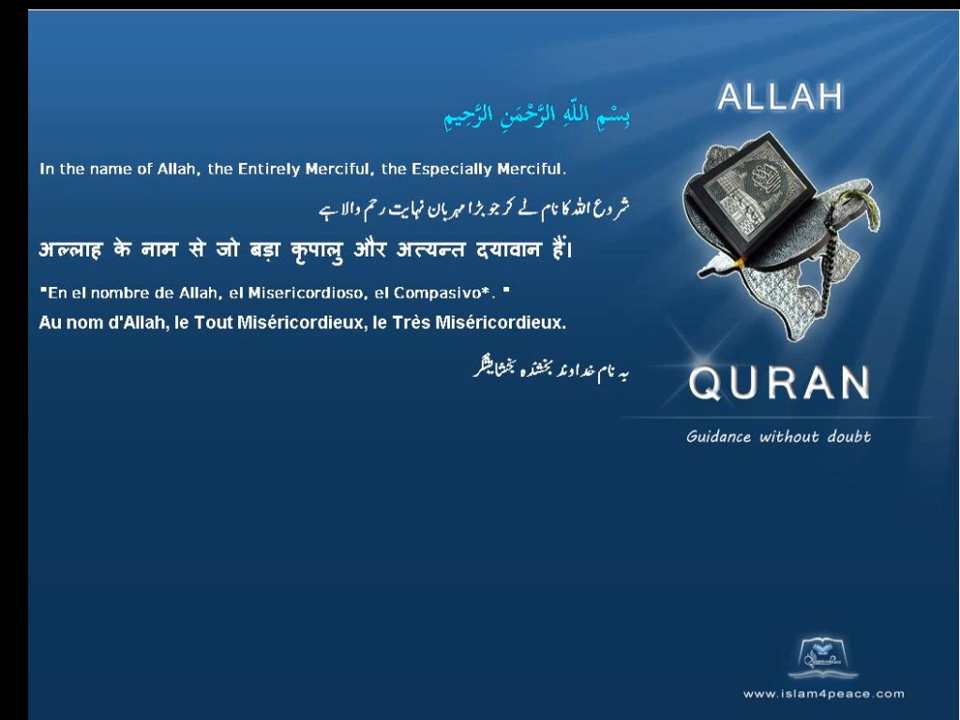 بِسْمِ اللّهِ الرَّحْمَنِ الرَّحِيمِ
In the name of Allah, the Entirely Merciful, the Especially Merciful.
شروع اللہ کا نام لے کر جو بڑا مہربان نہایت رحم والا ہے
अल्लाह के नाम से जो बड़ा कृपालु और अत्यन्त दयावान हैं।
"En el nombre de Allah, el Misericordioso, el Compasivo*. "
Au nom d'Allah, le Tout Miséricordieux, le Très Miséricordieux.
به نام خداوند بخشنده بخشایشگر
ALLAH
QURAN
Guidance without doubt
www.islam4peace.com